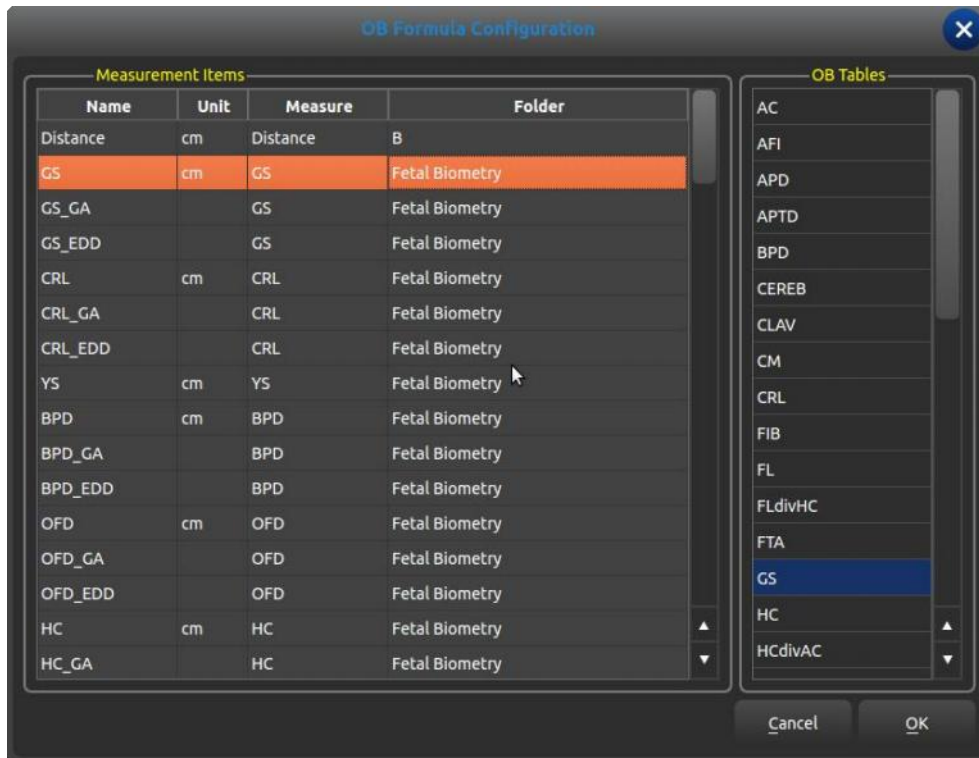 OB Formula Configuration
Measurement Items
Name Unit Measure Folder
Distance cm Distance B
GS cm GS Fetal Biometry
GS_GA GS Fetal Biometry
GS_EDD GS Fetal Biometry
CRL cm CRL Fetal Biometry
CRL_GA CRL Fetal Biometry
CRL_EDD CRL Fetal Biometry
YS cm YS Fetal Biometry
BPD cm BPD Fetal Biometry
BPD_GA BPD Fetal Biometry
BPD_EDD BPD Fetal Biometry
OFD cm OFD Fetal Biometry
OFD_GA OFD Fetal Biometry
OFD_EDD OFD Fetal Biometry
HC cm HC Fetal Biometry
HC_GA HC Fetal Biometry
OB Tables
AC
AFI
APD
APTD
BPD
CEREB
CLAV
CM
CRL
FIB
FL
FLdivHC
FTA
GS
HC
HCdivAC
Cancel OK